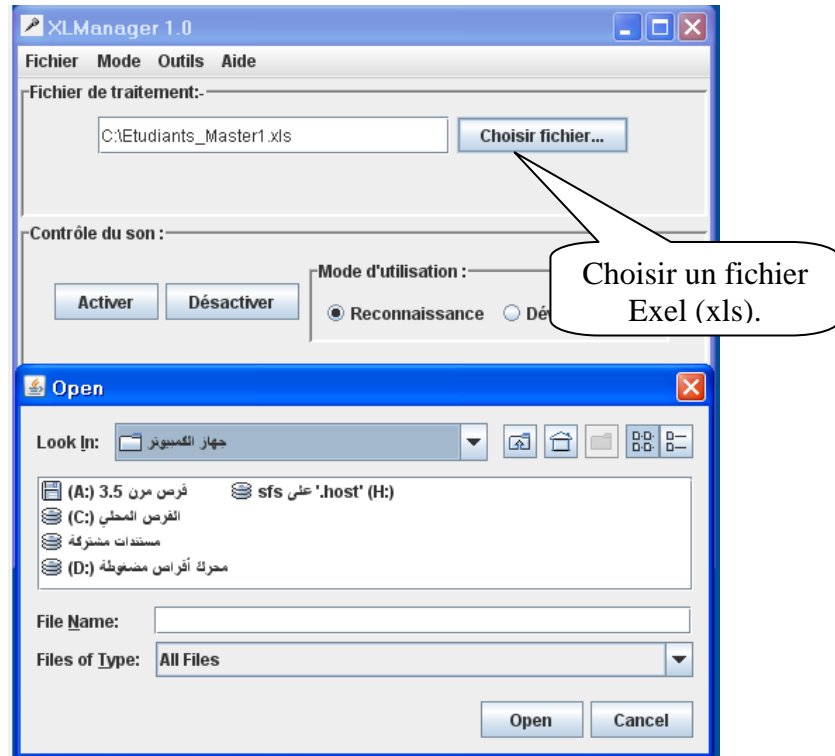 XLManager 1.0
Fichier Mode Outils Aide
Fichier de traitement:-
C:\Etudiants_Master1.xls Choisir fichier...
Choisir un fichier
Exel (xls).
Contrôle du son :
Activer Désactiver
Mode d'utilisation :
Reconnaissance
Open
Look In: جهاز الكمبيوتر
قرص مرن 3.5 (A:)
sfs على '.host' (H:)
القرص المحلي (C:)
مستندات مشتركة
محرك أقراص مضغوطة (D:)
File Name:
Files of Type: All Files
Open Cancel